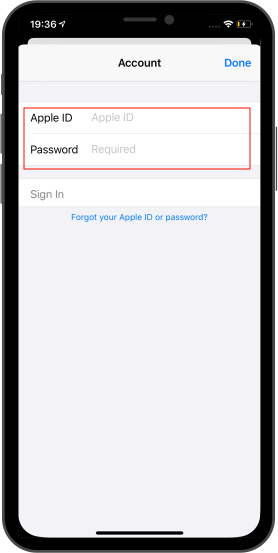 19:36
Account Done
Apple ID Apple ID
Password Required
Sign In
Forgot your Apple ID or password?